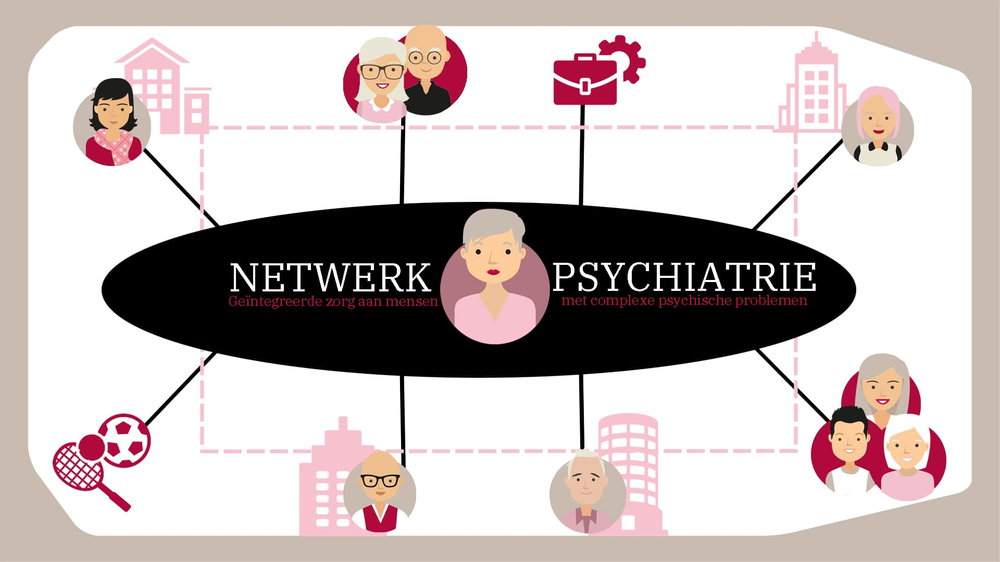 NETWERK PSYCHIATRIE
Geïntegreerde zorg aan mensen met complexe psychische problemen